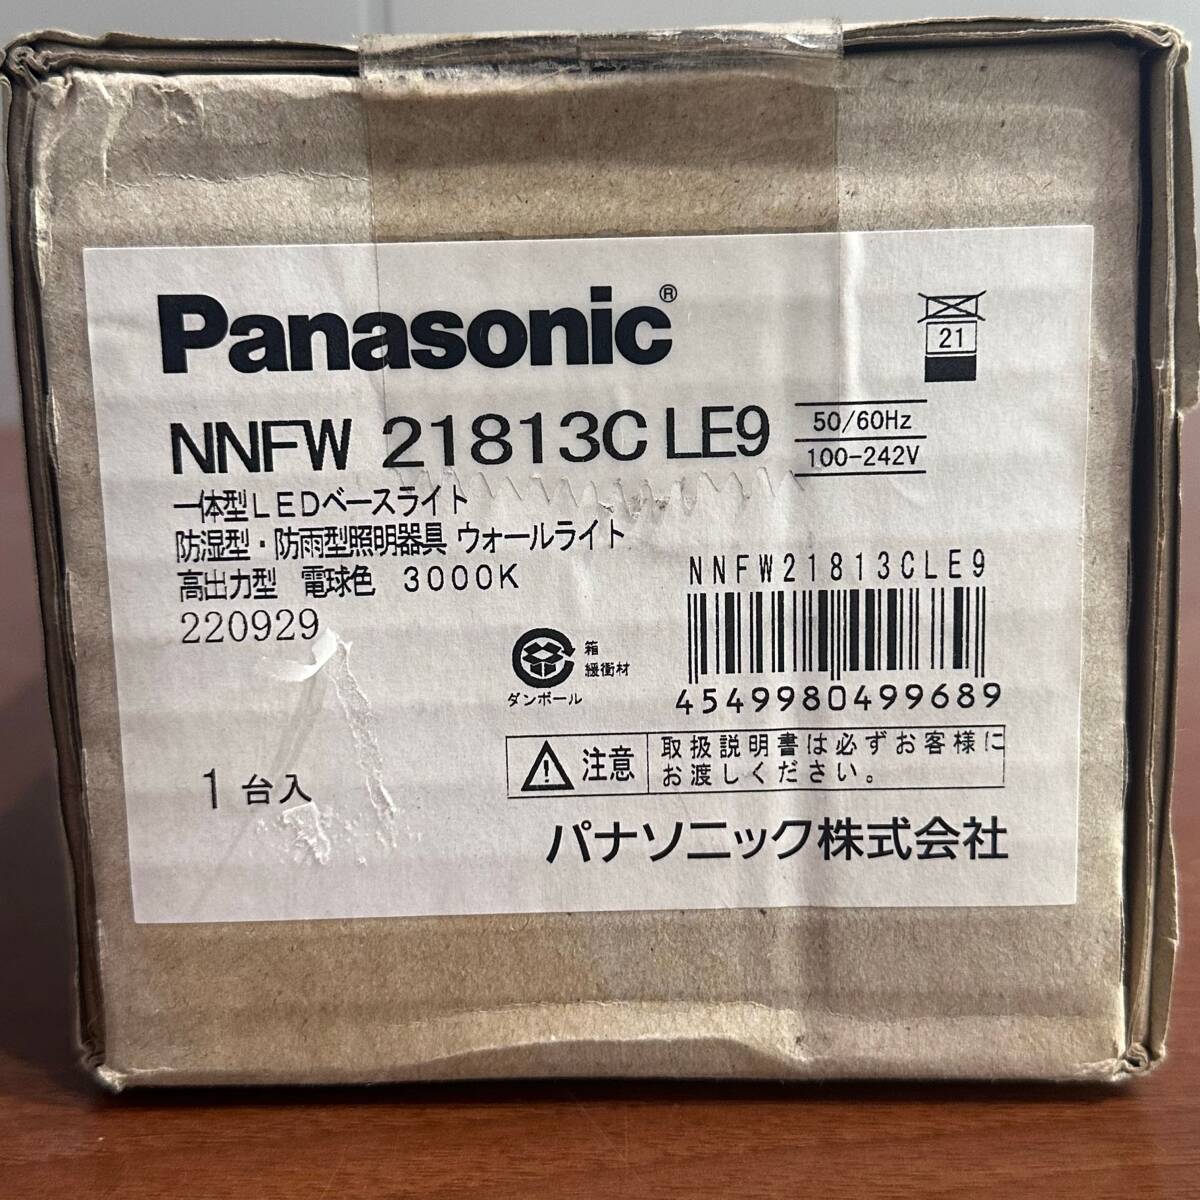 Panasonic®
21
NNFW 21813C LE9
50/60Hz
100-242V
一体型LEDベースライト
防湿型・防雨型照明器具 ウォールライト
高出力型 電球色 3000K
220929
NNFW21813CLE9
4549980499689
箱
緩衝材
ダンボール
1台入
注意
取扱説明書は必ずお客様に
お渡しください。
パナソニック株式会社